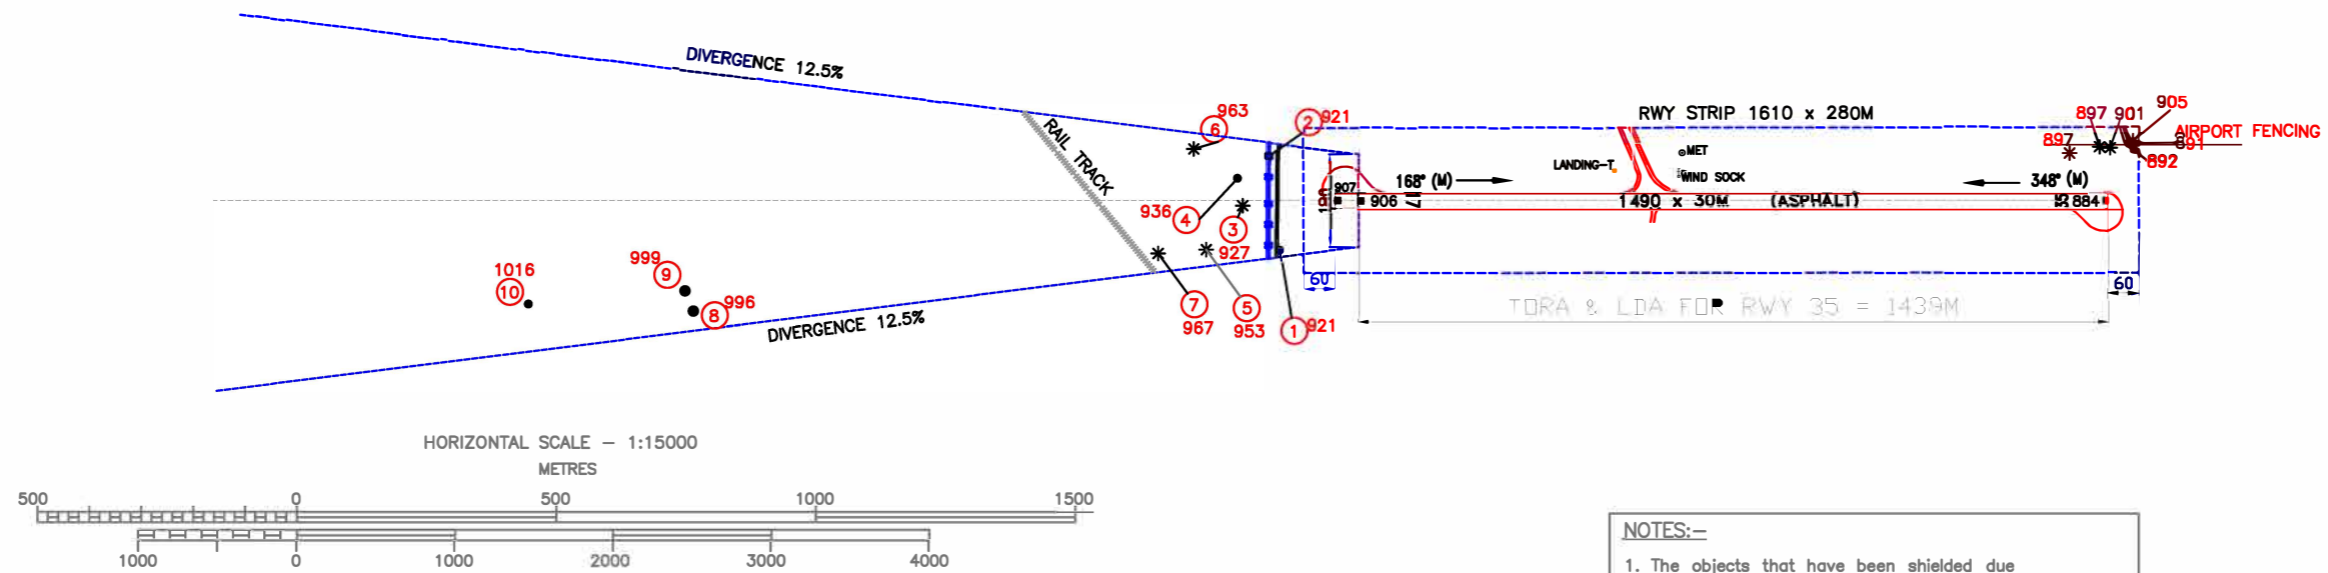 DIVERGENCE 12.5%
RAIL TRACK
963
6
2 921
936
4
3
927
999
9
1016
10
8 996
7
967
5
953
1 921
DIVERGENCE 12.5%
RWY STRIP 1610 x 280M
897 901 905
AIRPORT FENCING
897
891
892
LANDING-T
MET
WIND SOCK
907
906
17
168° (M)
348° (M)
1490 x 30M (ASPHALT)
35 884
60
60
TORA & LDA FOR RWY 35 = 1439M
HORIZONTAL SCALE - 1:15000
METRES
500 0 500 1000 1500
1000 0 1000 2000 3000 4000
NOTES:-
1. The objects that have been shielded due